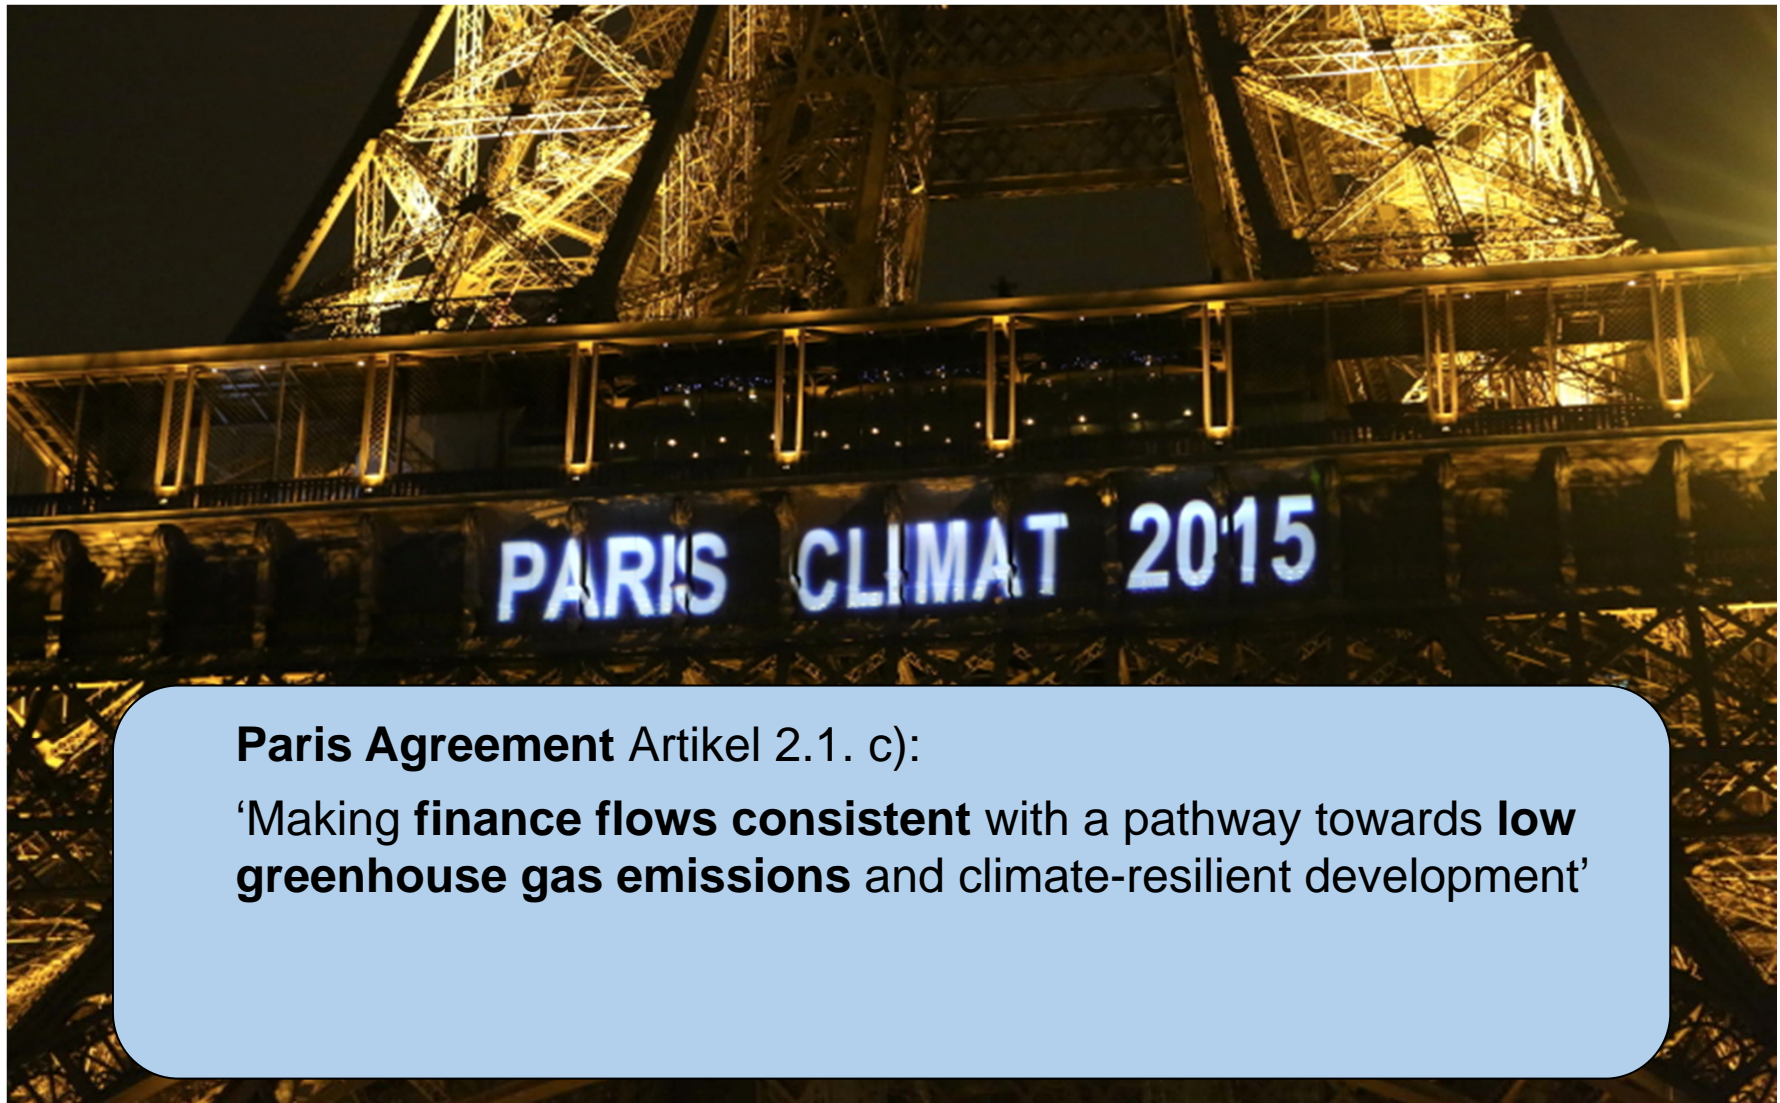 PARIS CLIMAT 2015
Paris Agreement Artikel 2.1. c):
‘Making finance flows consistent with a pathway towards low
greenhouse gas emissions and climate-resilient development’